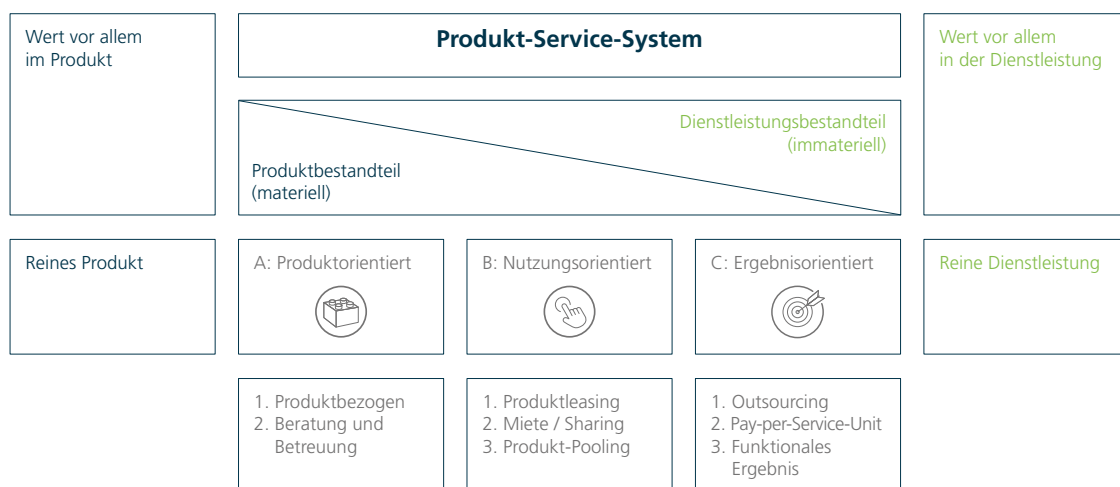 Wert vor allem
im Produkt
Produkt-Service-System
Wert vor allem
in der Dienstleistung
Dienstleistungsbestandteil
(immateriell)
Produktbestandteil
(materiell)
Reines Produkt
A: Produktorientiert
B: Nutzungsorientiert
C: Ergebnisorientiert
Reine Dienstleistung
1. Produktbezogen
2. Beratung und
Betreuung
1. Produktleasing
2. Miete / Sharing
3. Produkt-Pooling
1. Outsourcing
2. Pay-per-Service-Unit
3. Funktionales
Ergebnis